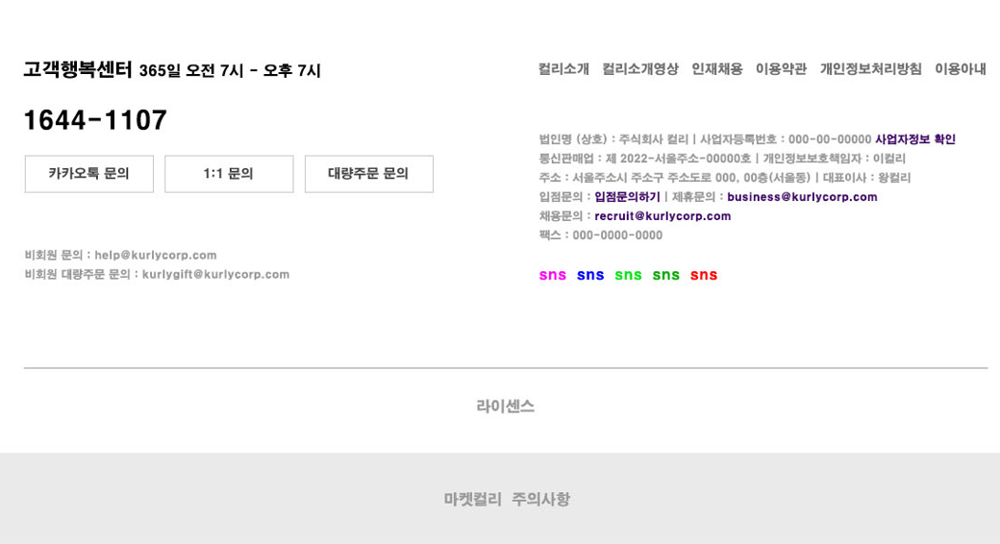 고객행복센터 365일 오전 7시 - 오후 7시
1644-1107
카카오톡 문의
1:1 문의
대량주문 문의
비회원 문의 : help@kurlycorp.com
비회원 대량주문 문의 : kurlygift@kurlycorp.com
컬리소개 컬리소개영상 인재채용 이용약관 개인정보처리방침 이용아내
법인명 (상호) : 주식회사 컬리 | 사업자등록번호 : 000-00-00000 사업자정보 확인
통신판매업 : 제 2022-서울주소-00000호 | 개인정보보호책임자 : 이컬리
주소 : 서울주소시 주소구 주소도로 000, 00층(서울동) | 대표이사 : 왕컬리
입점문의 : 입점문의하기 | 제휴문의 : business@kurlycorp.com
채용문의 : recruit@kurlycorp.com
팩스 : 000-0000-0000
sns sns sns sns sns
라이센스
마켓컬리 주의사항